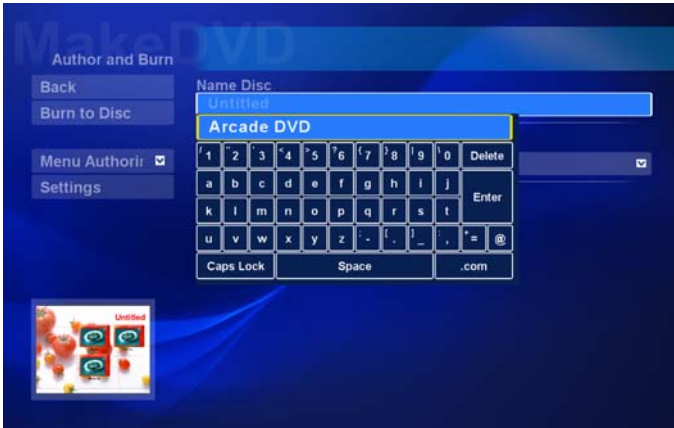 MakeDVD
Author and Burn
Back
Burn to Disc
Menu Authorin
Settings
Name Disc
Untitled
Arcade DVD
1 2 3 4 5 6 7 8 9 0 Delete
a b c d e f g h i j
Enter
k l m n o p q r s t
u v w x y z - . _ , = @
Caps Lock Space .com
Untitled